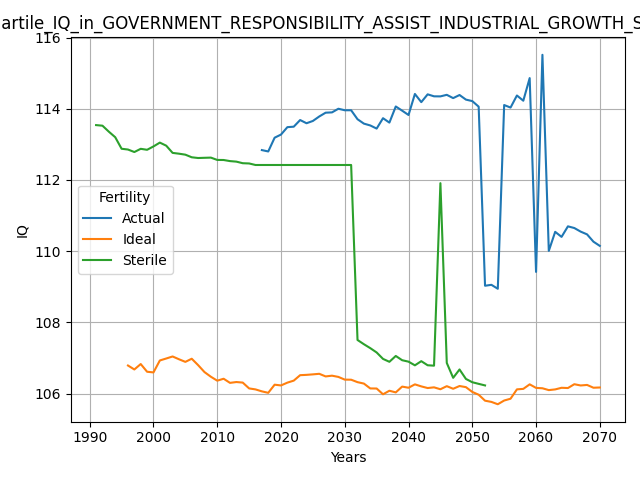 artile_IQ_in_GOVERNMENT_RESPONSIBILITY_ASSIST_INDUSTRIAL_GROWTH_S
116
114
112
110
108
106
IQ
Fertility
Actual
Ideal
Sterile
1990 2000 2010 2020 2030 2040 2050 2060 2070
Years